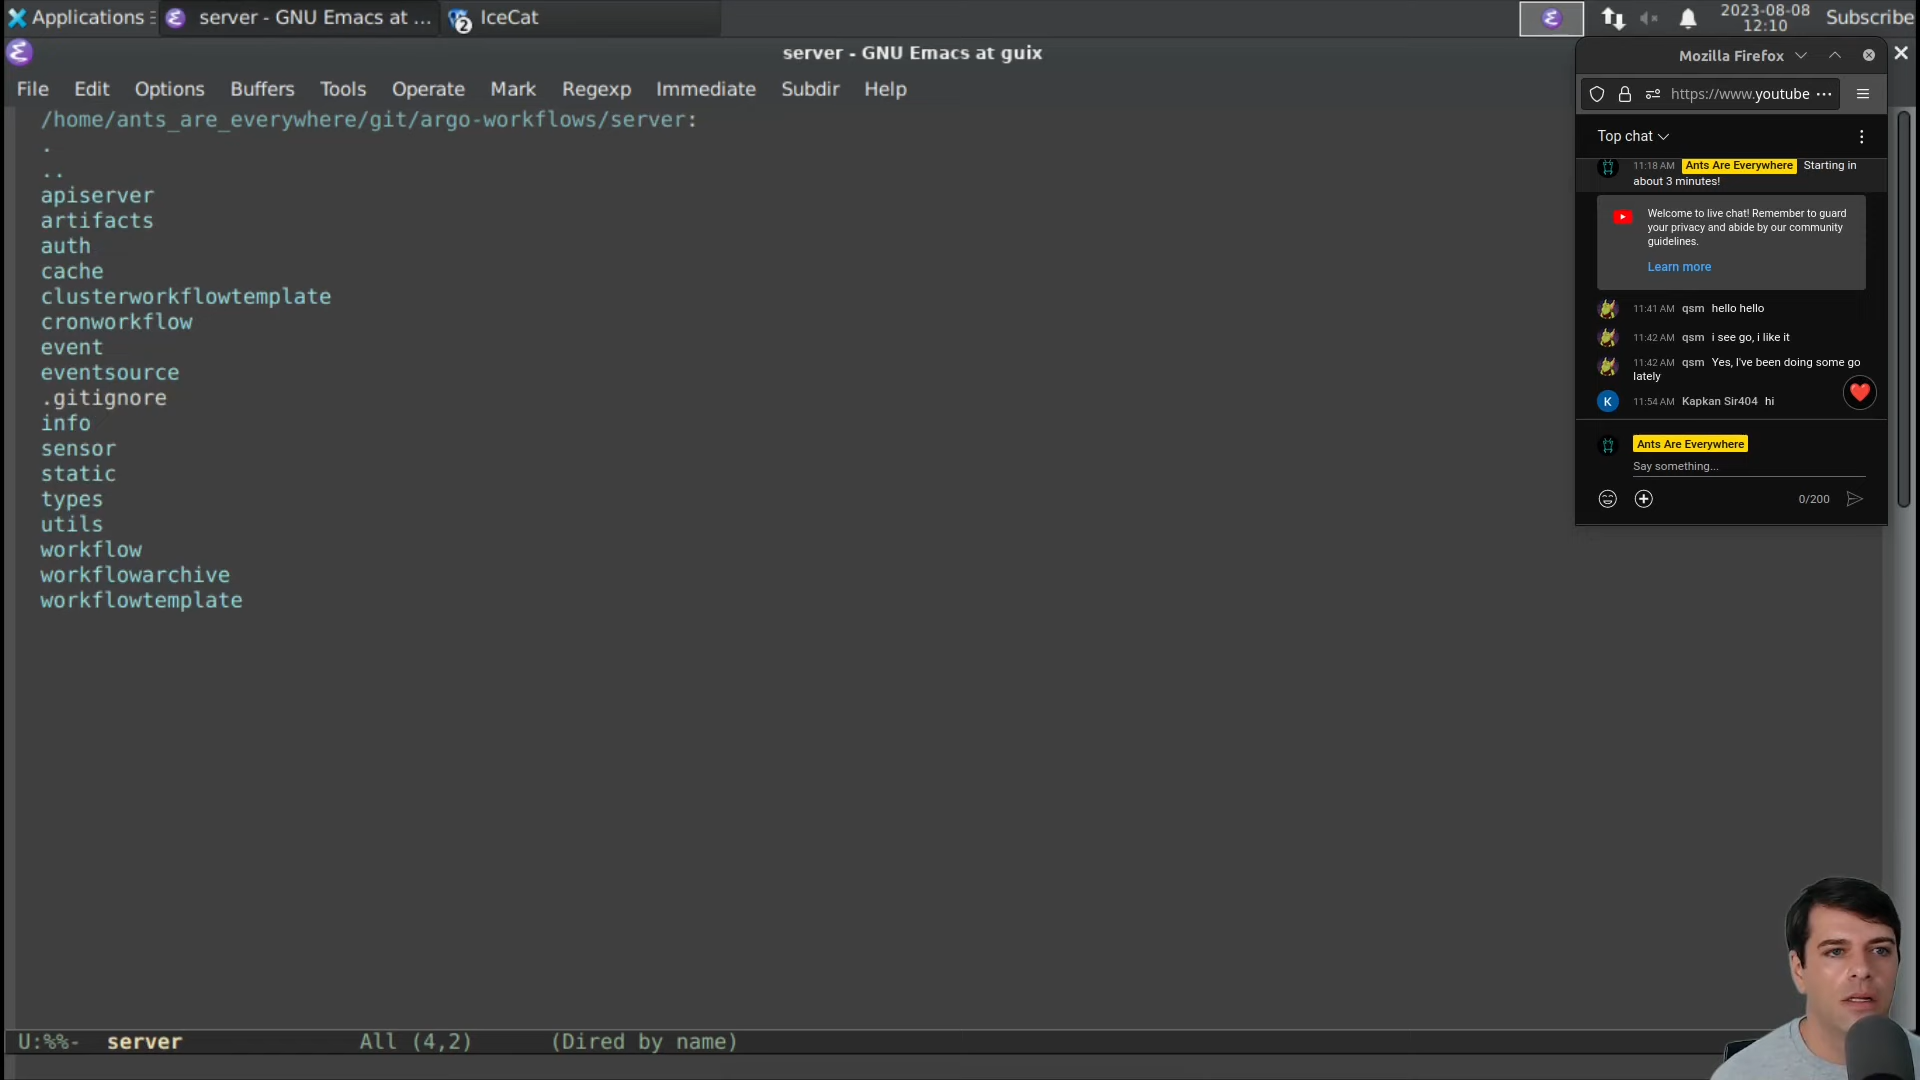 Applications
server - GNU Emacs at ...
2
IceCat
2023-08-08
12:10
Subscribe
server - GNU Emacs at guix
File Edit Options Buffers Tools Operate Mark Regexp Immediate Subdir Help
/home/ants_are_everywhere/git/argo-workflows/server:
.
..
apiserver
artifacts
auth
cache
clusterworkflowtemplate
cronworkflow
event
eventsource
.gitignore
info
sensor
static
types
utils
workflow
workflowarchive
workflowtemplate
U:%%- server All (4,2) (Dired by name)
Mozilla Firefox
https://www.youtube
Top chat
11:18 AM Ants Are Everywhere Starting in
about 3 minutes!
Welcome to live chat! Remember to guard
your privacy and abide by our community
guidelines.
Learn more
11:41 AM qsm hello hello
11:42 AM qsm i see go, i like it
11:42 AM qsm Yes, I've been doing some go
lately
K 11:54 AM Kapkan Sir404 hi
Ants Are Everywhere
Say something...
0/200